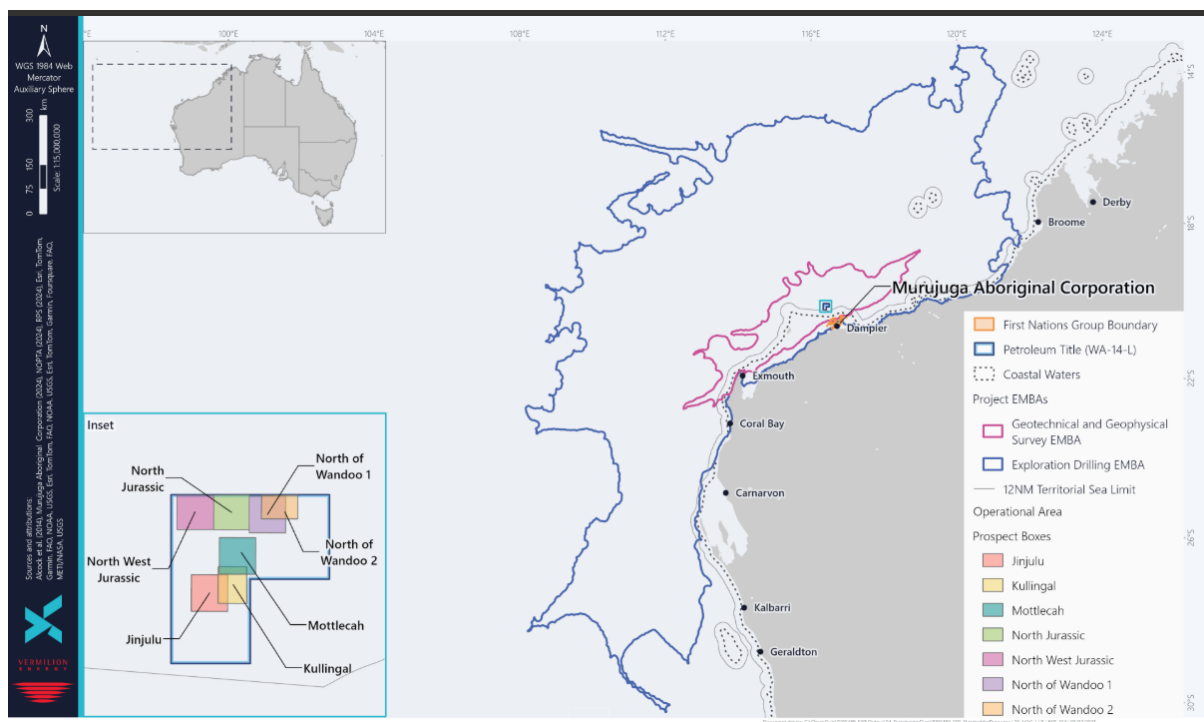 N
WGS 1984 Web
Mercator
Auxiliary Sphere
km
300
150
75
0
Scale: 1:15,000,000
Sources and attributions:
Alcock et al. (2014), Murujuga Aboriginal Corporation (2024), NOPTA (2024), BPS (2024), Esri, TomTom,
Garmin, FAO, NOAA, USGS, Esri, TomTom, FAO, NOAA, USGS, Esri, TomTom, Garmin, Foursquare, FAO,
METI/NASA, USGS
VERMILION
ENERGY
°E
100°E
104°E
108°E
112°E
116°E
120°E
124°E
14°S
18°S
22°S
26°S
30°S
Derby
Broome
Murujuga Aboriginal Corporation
Dampier
Exmouth
Coral Bay
Carnarvon
Kalbarri
Geraldton
Inset
North
Jurassic
North of
Wandoo 1
North West
Jurassic
North of
Wandoo 2
Jinjulu
Mottlecah
Kullingal
First Nations Group Boundary
Petroleum Title (WA-14-L)
Coastal Waters
Project EMBAs
Geotechnical and Geophysical
Survey EMBA
Exploration Drilling EMBA
12NM Territorial Sea Limit
Operational Area
Prospect Boxes
Jinjulu
Kullingal
Mottlecah
North Jurassic
North West Jurassic
North of Wandoo 1
North of Wandoo 2